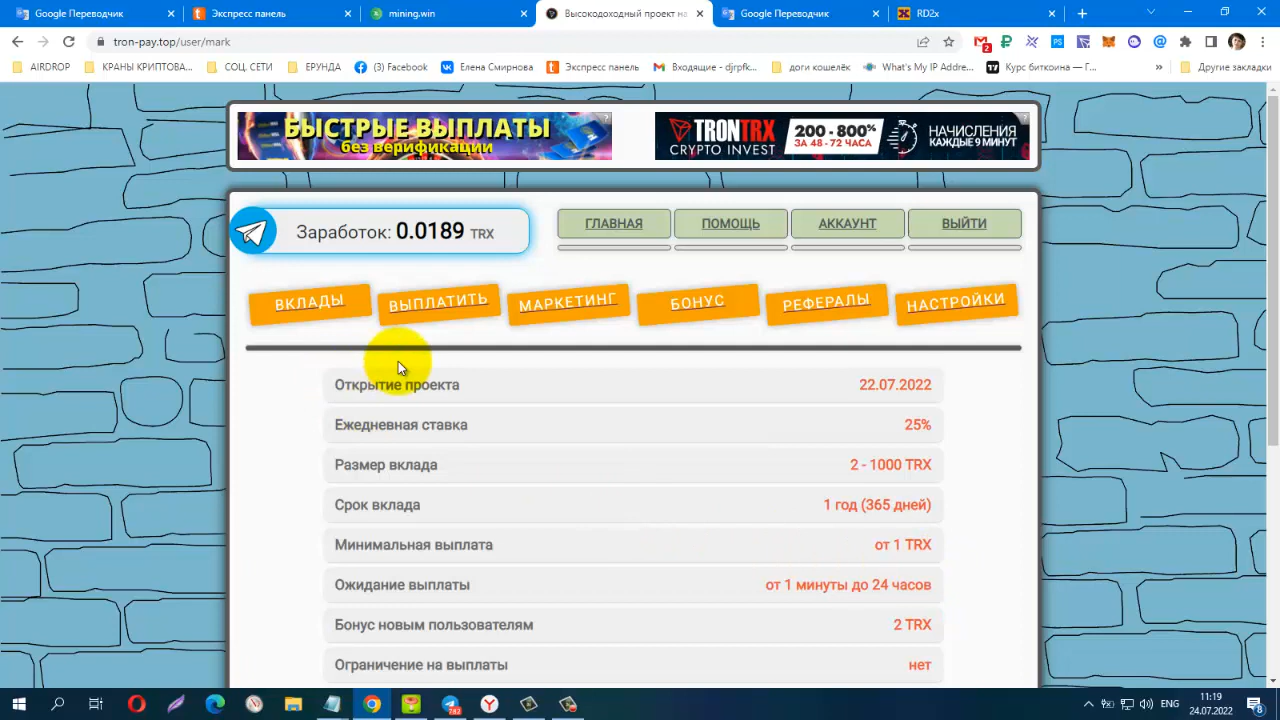 Google Переводчик
Экспресс панель
mining.win
Высокодоходный проект на
Google Переводчик
RD2x
tron-pay.top/user/mark
2
AIRDROP
КРАНЫ КРИПТОВА...
СОЦ. СЕТИ
ЕРУНДА
(3) Facebook
Елена Смирнова
Экспресс панель
Входящие - djrpfk...
доги кошелёк
What's My IP Addre...
Курс биткоина — Г...
»
Другие закладки
БЫСТРЫЕ ВЫПЛАТЫ
без верификации
TRONTRX
CRYPTO INVEST
200 - 800%
ЗА 48 - 72 ЧАСА
НАЧИСЛЕНИЯ
КАЖДЫЕ 9 МИНУТ
Заработок: 0.0189 TRX
ГЛАВНАЯ
ПОМОЩЬ
АККАУНТ
ВЫЙТИ
ВКЛАДЫ
ВЫПЛАТИТЬ
МАРКЕТИНГ
БОНУС
РЕФЕРАЛЫ
НАСТРОЙКИ
Открытие проекта 22.07.2022
Ежедневная ставка 25%
Размер вклада 2 - 1000 TRX
Срок вклада 1 год (365 дней)
Минимальная выплата от 1 TRX
Ожидание выплаты от 1 минуты до 24 часов
Бонус новым пользователям 2 TRX
Ограничение на выплаты нет
ENG
11:19
24.07.2022
8